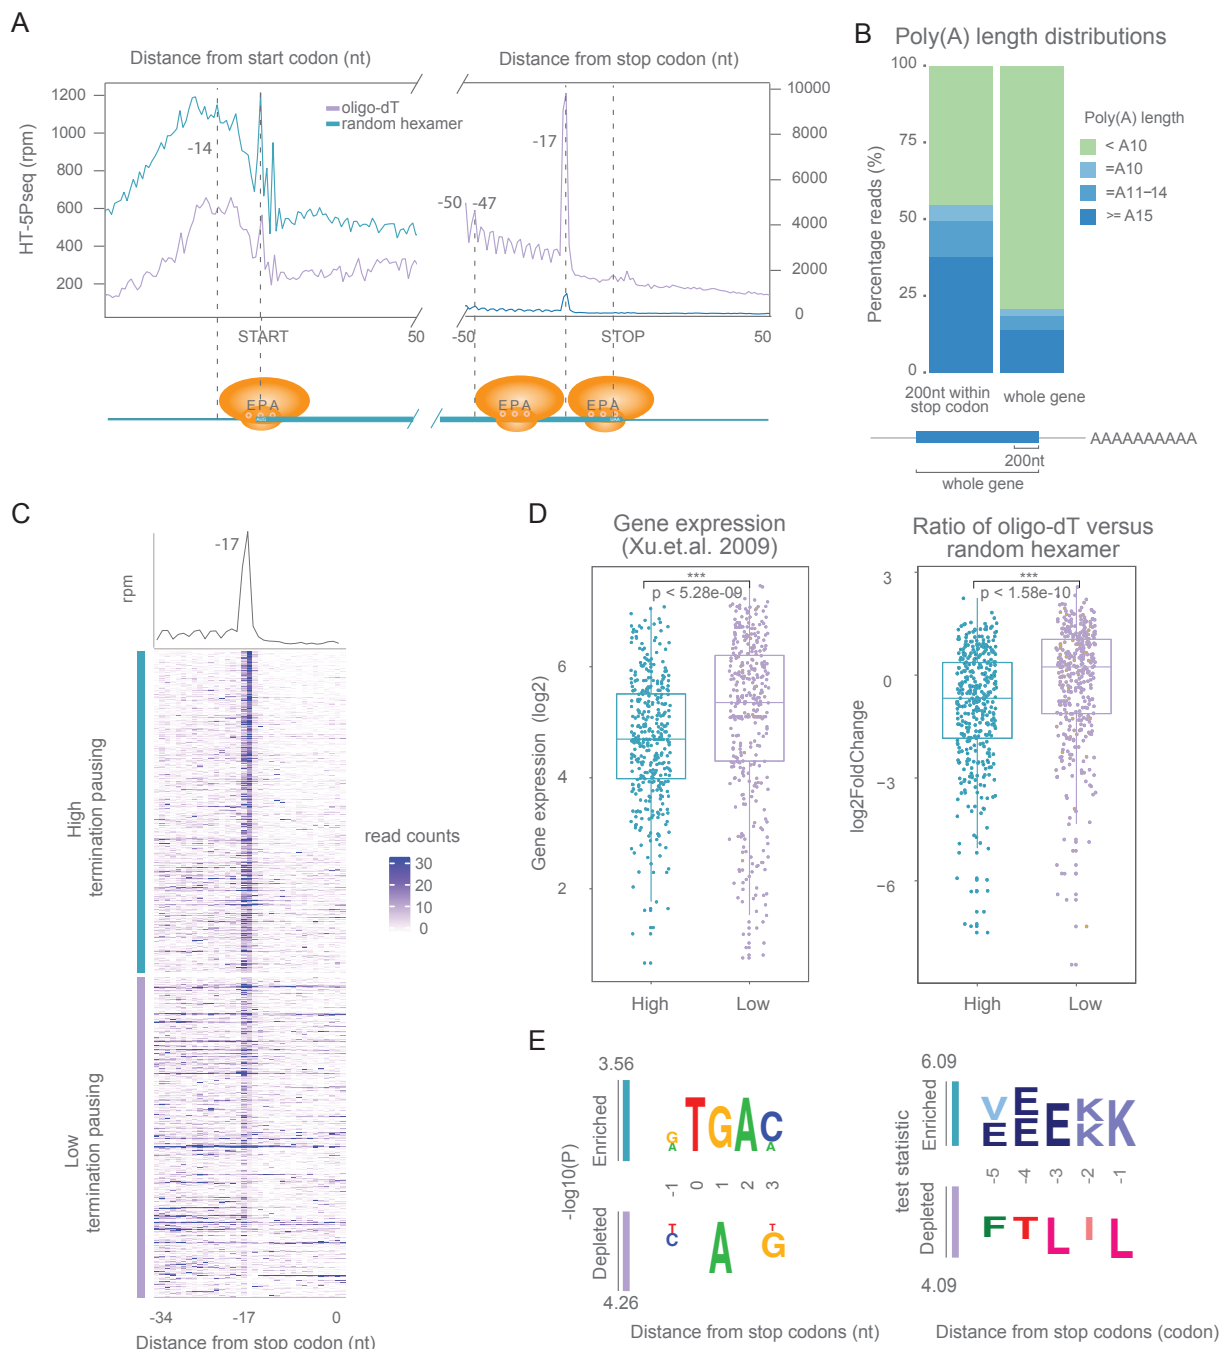 A
Distance from start codon (nt)
Distance from stop codon (nt)
HT-5Pseq (rpm)
1200
1000
800
600
400
200
oligo-dT
random hexamer
-14
-17
-50
-47
10000
8000
6000
4000
2000
0
START
50
-50
STOP
50
E P A
E P A
E P A
B
Poly(A) length distributions
Percentage reads (%)
100
75
50
25
0
Poly(A) length
< A10
=A10
=A11−14
>= A15
200nt within
stop codon
whole gene
AAAAAAAAAA
200nt
whole gene
C
rpm
-17
High
termination pausing
Low
termination pausing
read counts
30
20
10
0
-34
-17
0
Distance from stop codon (nt)
D
Gene expression
(Xu.et.al. 2009)
***
p < 5.28e-09
Gene expression (log2)
6
4
2
High
Low
Ratio of oligo-dT versus
random hexamer
***
p < 1.58e-10
log2FoldChange
3
0
−3
−6
High
Low
E
3.56
Enriched
-log10(P)
Depleted
4.26
G
A
T
G
A
C
A
-1
0
1
2
3
T
C
A
T
G
Distance from stop codons (nt)
6.09
Enriched
test statistic
Depleted
4.09
V
E
E
E
E
K
K
K
-5
-4
-3
-2
-1
F
T
L
I
L
Distance from stop codons (codon)